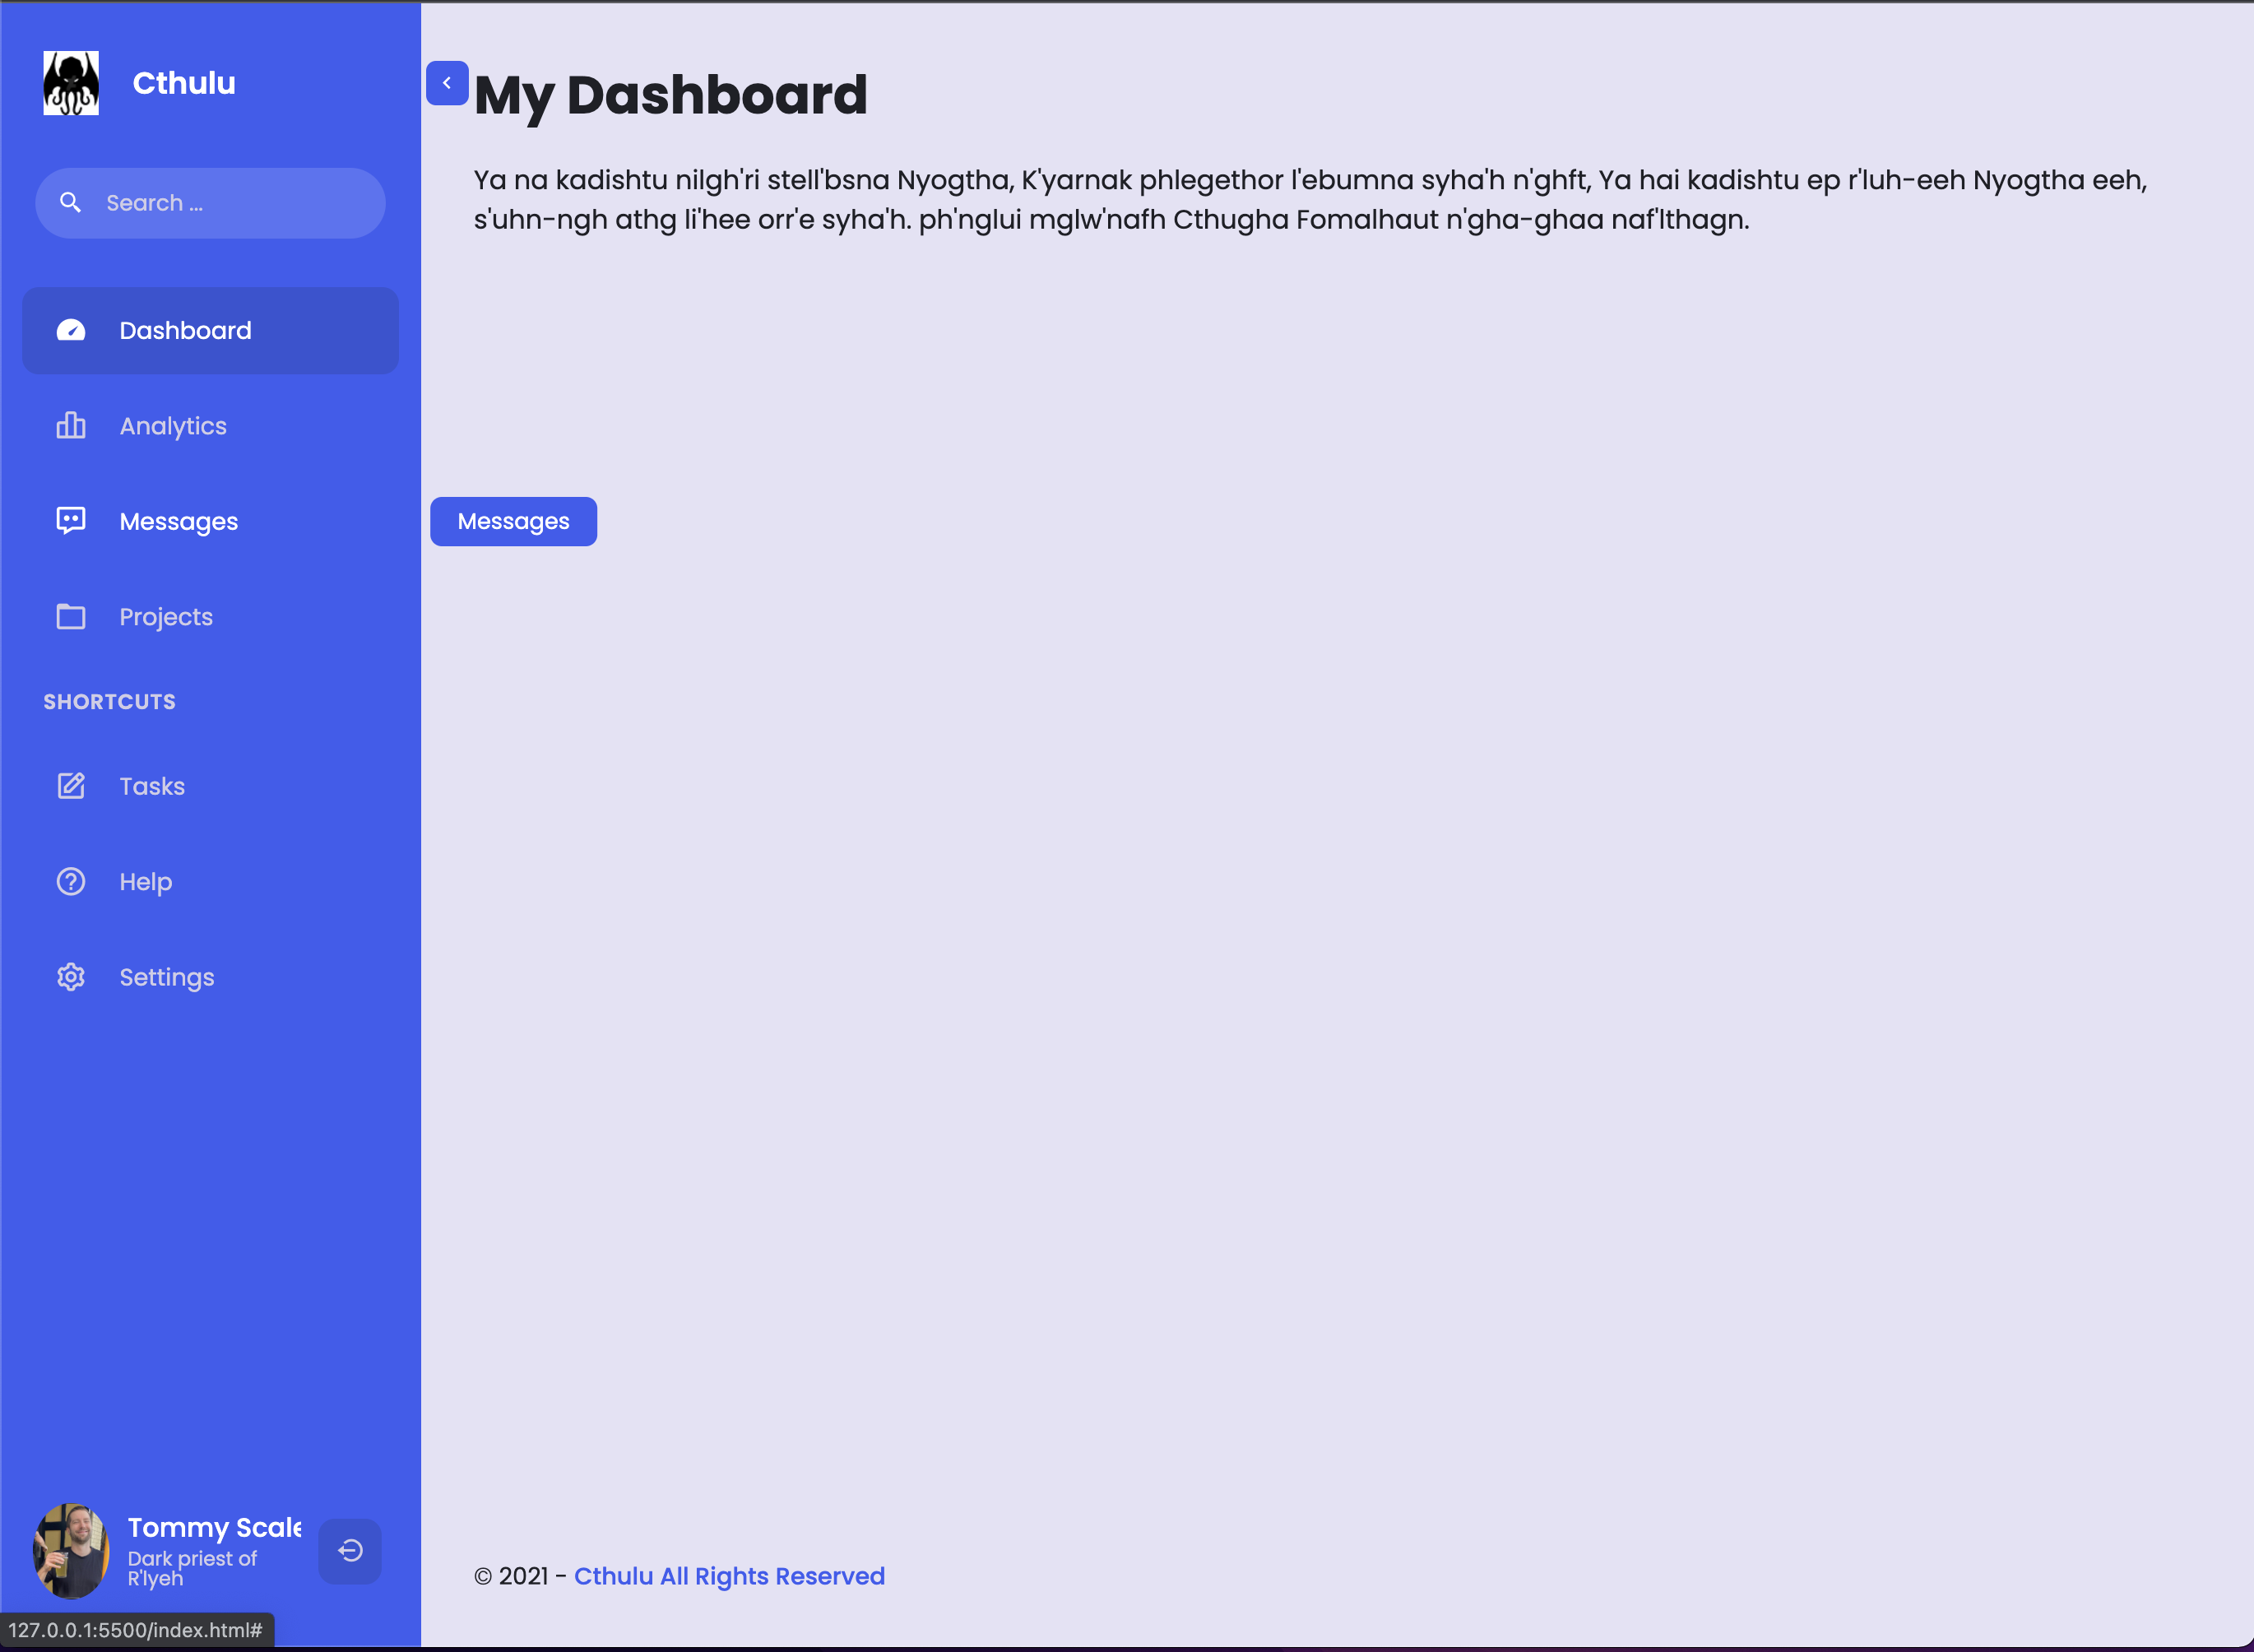 Cthulu
My Dashboard
Search ...
Ya na kadishtu nilgh'ri stell'bsna Nyogtha, K'yarnak phlegethor l'ebumna syha'h n'ghft, Ya hai kadishtu ep r'luh-eeh Nyogtha eeh,
s'uhn-ngh athg li'hee orr'e syha'h. ph'nglui mglw'nafh Cthugha Fomalhaut n'gha-ghaa naf'lthagn.
Dashboard
Analytics
Messages
Messages
Projects
SHORTCUTS
Tasks
Help
Settings
Tommy Scale
Dark priest of
R'lyeh
© 2021 - Cthulu All Rights Reserved
127.0.0.1:5500/index.html#